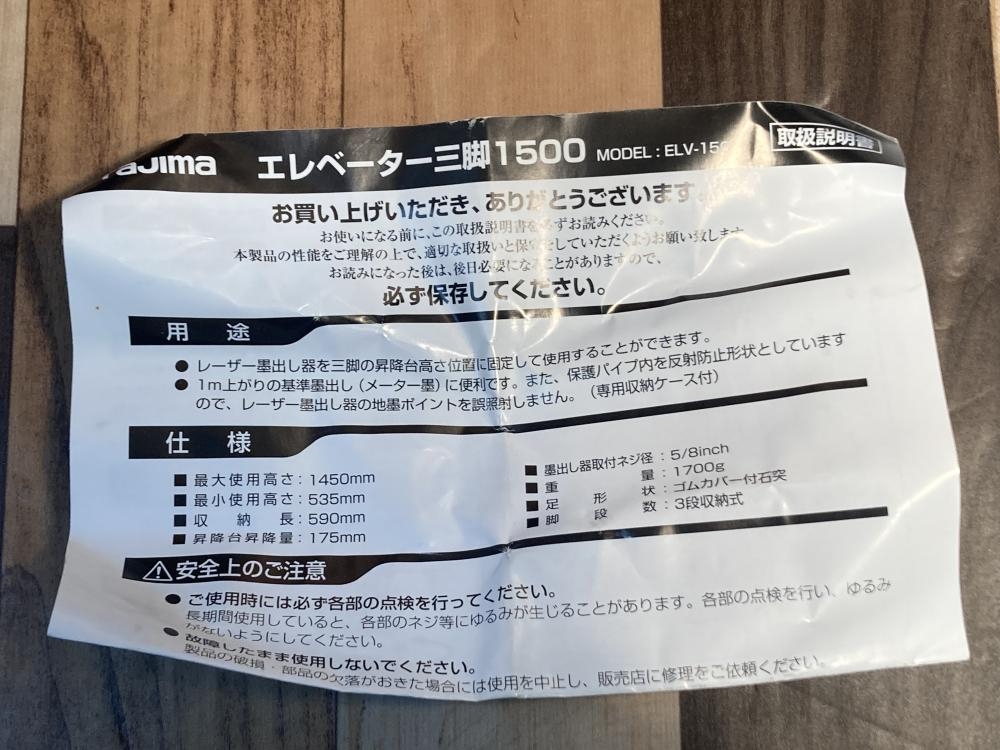 Tajima エレベーター三脚1500 MODEL : ELV-150 取扱説明書
お買い上げいただき、ありがとうございます。
お使いになる前に、この取扱説明書を必ずお読みください。
本製品の性能をご理解の上で、適切な取扱いと保守をしていただくようお願い致します
お読みになった後は、後日必要になることがありますので、
必ず保存してください。
用途
● レーザー墨出し器を三脚の昇降台高さ位置に固定して使用することができます。
● 1m上がりの基準墨出し（メーター墨）に便利です。また、保護パイプ内を反射防止形状としています
ので、レーザー墨出し器の地墨ポイントを誤照射しません。（専用収納ケース付）
仕様
■ 最大使用高さ：1450mm
■ 最小使用高さ：535mm
■ 収納長：590mm
■ 昇降台昇降量：175mm
■ 墨出し器取付ネジ径：5/8inch
■ 重量：1700g
■ 足形状：ゴムカバー付石突
■ 脚段数：3段収納式
⚠安全上のご注意
● ご使用時には必ず各部の点検を行ってください。
長期間使用していると、各部のネジ等にゆるみが生じることがあります。各部の点検を行い、ゆるみ
がないようにしてください。
● 故障したまま使用しないでください。
製品の破損・部品の欠落がおきた場合には使用を中止し、販売店に修理をご依頼ください。